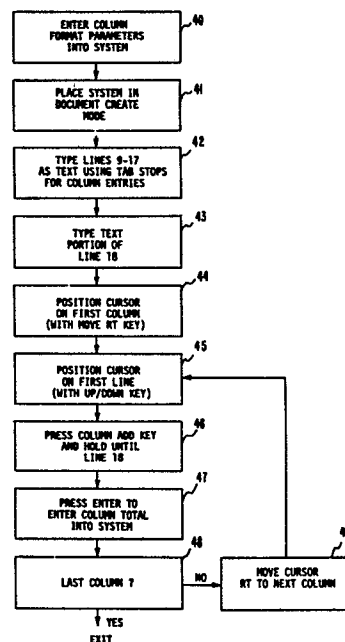 40
ENTER COLUMN
FORMAT PARAMETERS
INTO SYSTEM
41
PLACE SYSTEM IN
DOCUMENT CREATE
MODE
42
TYPE LINES 9-17
AS TEXT USING TAB STOPS
FOR COLUMN ENTRIES
43
TYPE TEXT
PORTION OF
LINE 18
44
POSITION CURSOR
ON FIRST COLUMN
(WITH MOVE RT KEY)
45
POSITION CURSOR
ON FIRST LINE
(WITH UP/DOWN KEY)
46
PRESS COLUMN ADD KEY
AND HOLD UNTIL
LINE 18
47
PRESS ENTER TO
ENTER COLUMN TOTAL
INTO SYSTEM
48
LAST COLUMN ?
NO
MOVE CURSOR
RT TO NEXT COLUMN
YES
EXIT